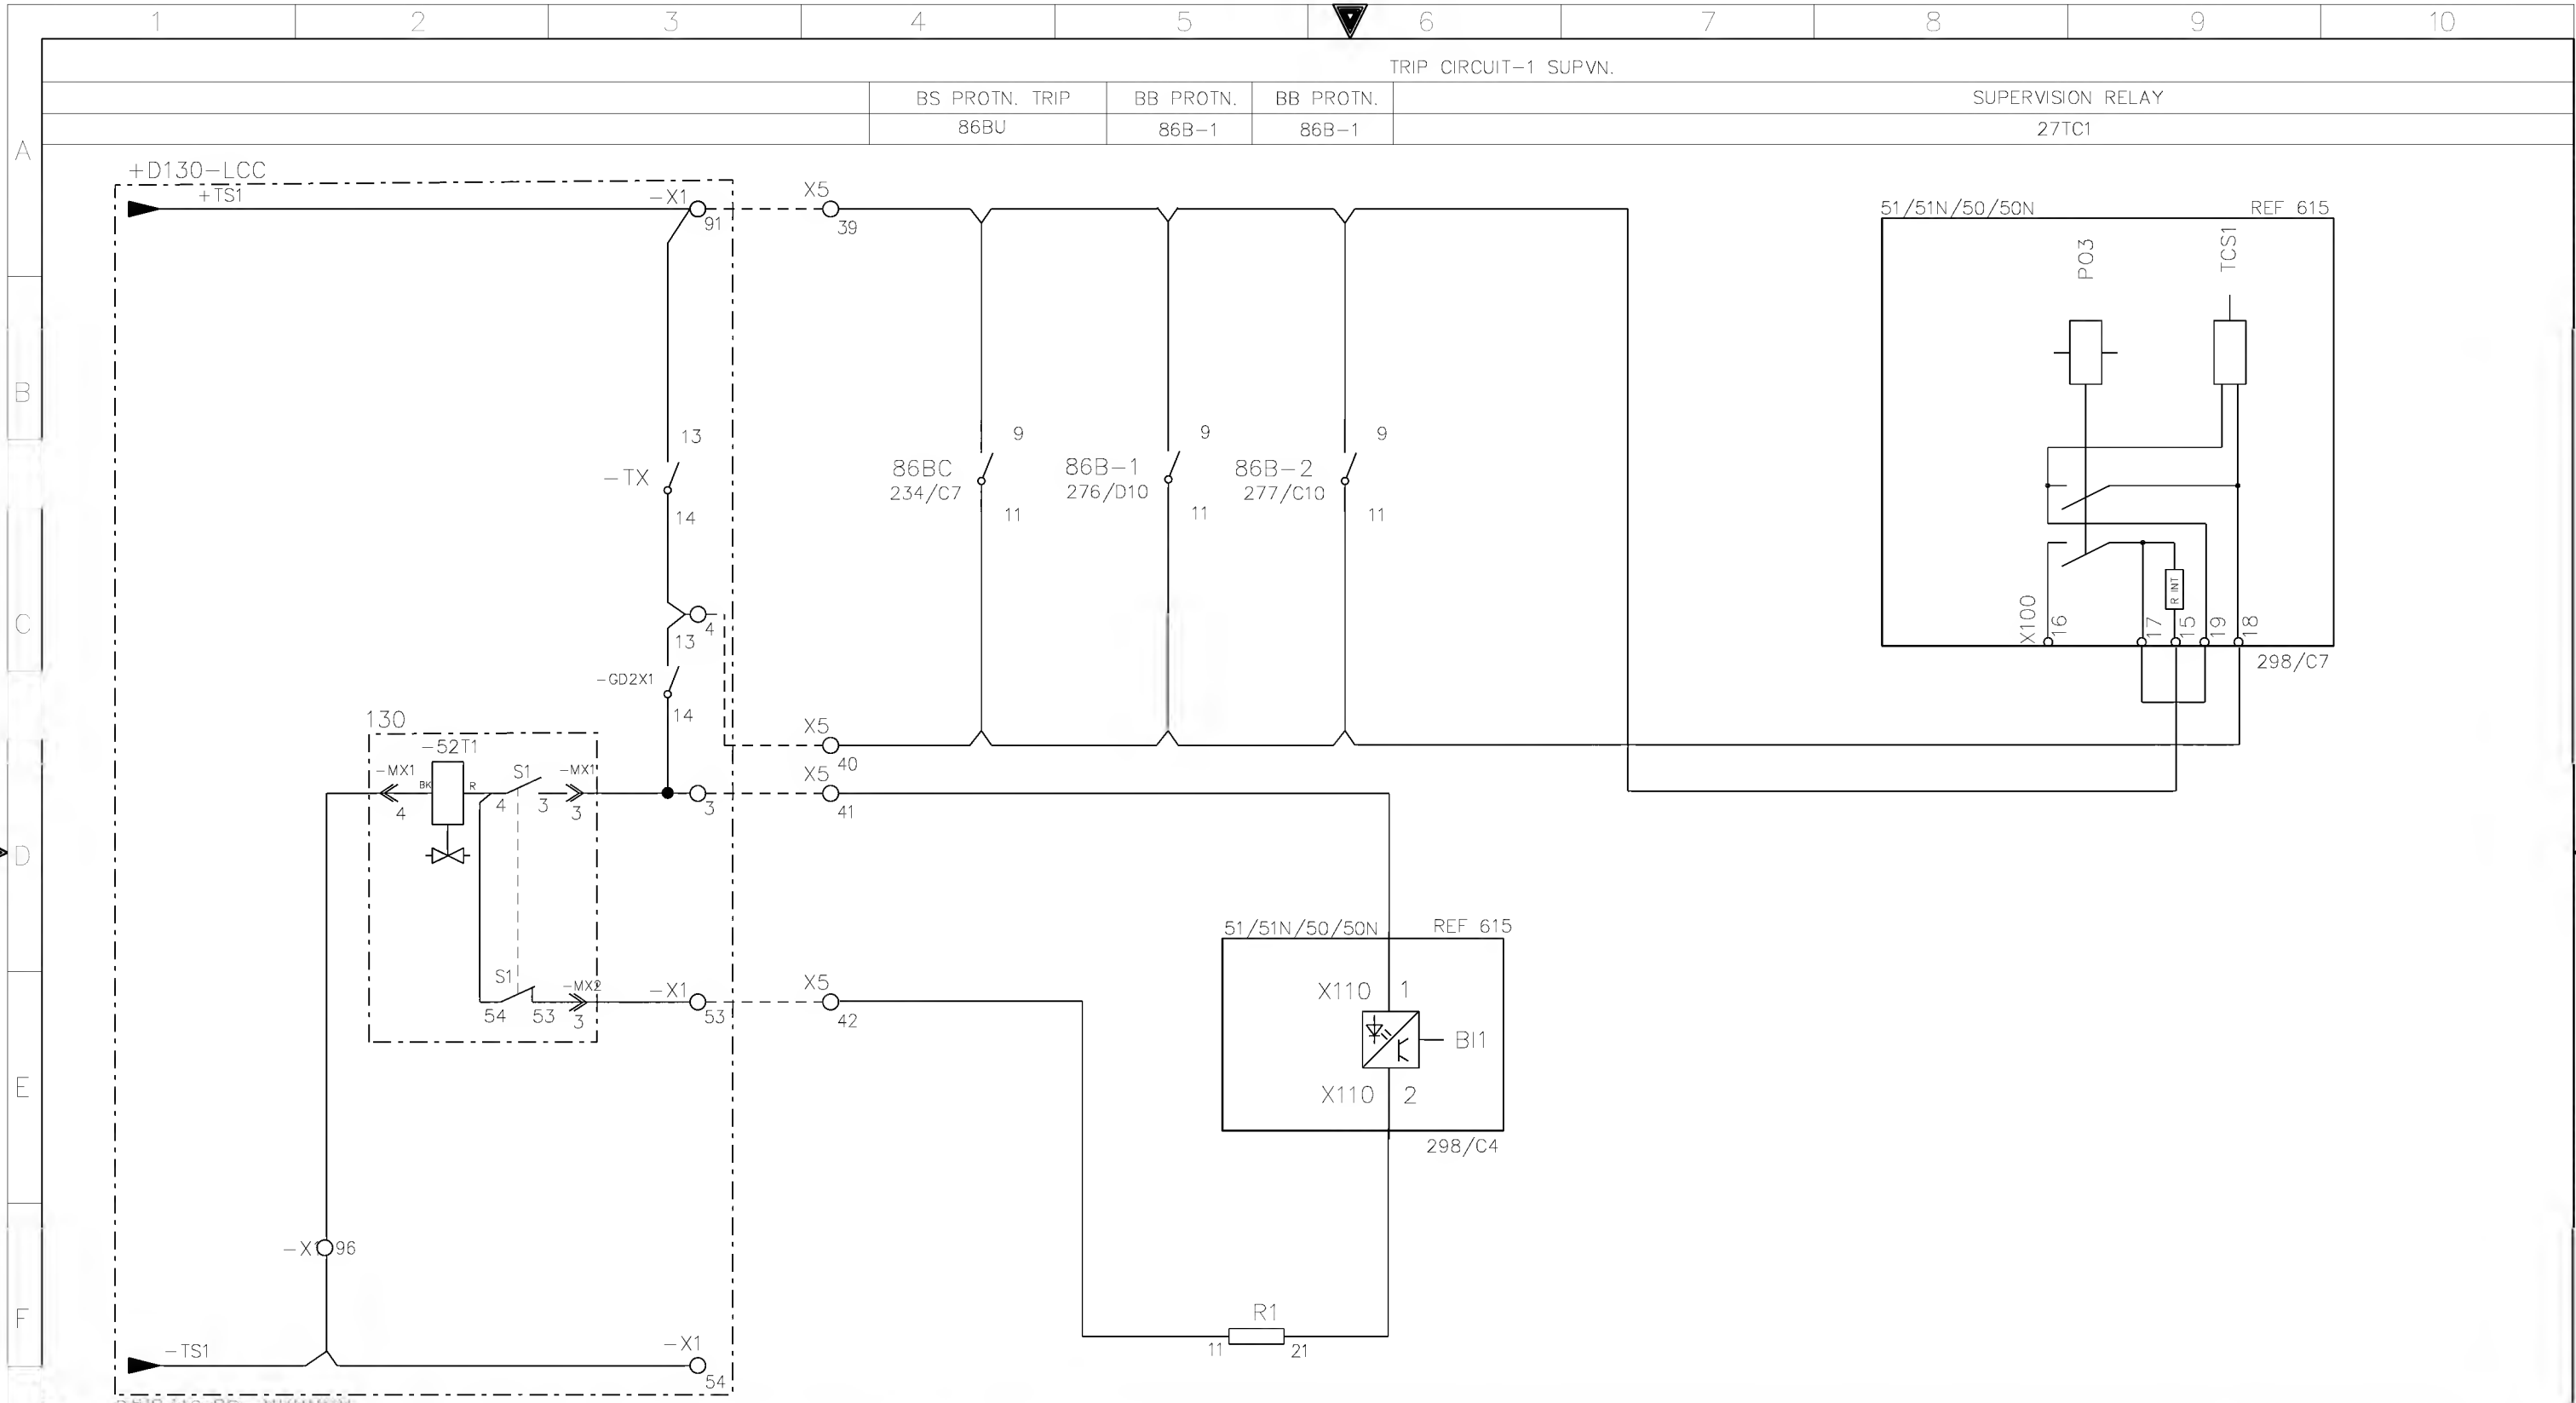 1 2 3 4 5 6 7 8 9 10
TRIP CIRCUIT-1 SUPVN.
BS PROTN. TRIP BB PROTN. BB PROTN. SUPERVISION RELAY
86BU 86B-1 86B-1 27TC1
A
+D130-LCC
+TS1
-X1
91
X5
39
51/51N/50/50N REF 615
PO3
TCS1
B
13
-TX
14
9
86BC
234/C7
11
9
86B-1
276/D10
11
9
86B-2
277/C10
11
C
4
13
-GD2X1
14
X100
16
17
R INT
15
19
18
298/C7
130
-52T1
X5
40
-MX1
4
BK
R
S1
4
3
-MX1
3
3
X5
41
D
51/51N/50/50N REF 615
S1
54
53
-MX2
3
-X1
53
X5
42
X110 1
BI1
X110 2
298/C4
E
-X1 96
F
R1
11
21
-TS1
-X1
54